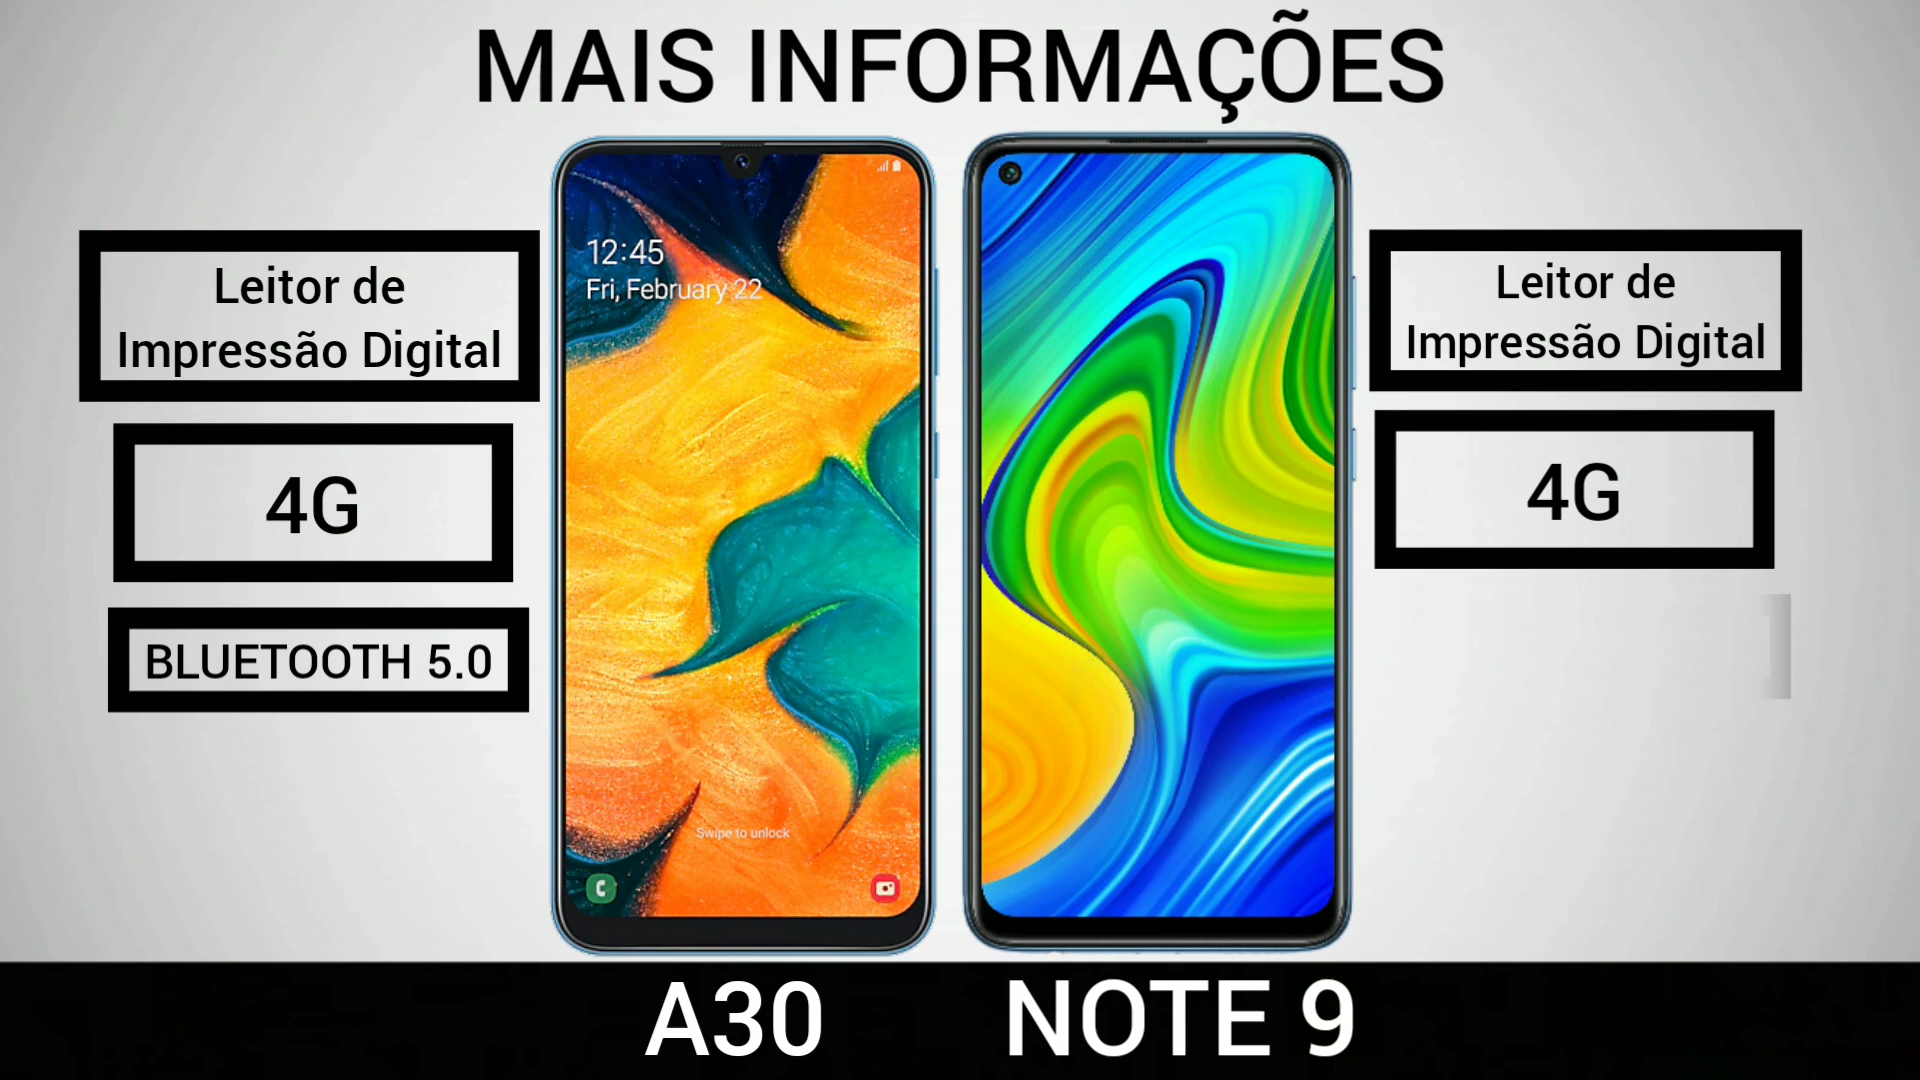 MAIS INFORMAÇÕES
Leitor de
Impressão Digital
4G
BLUETOOTH 5.0
12:45
Fri, February 22
Swipe to unlock
Leitor de
Impressão Digital
4G
A30
NOTE 9